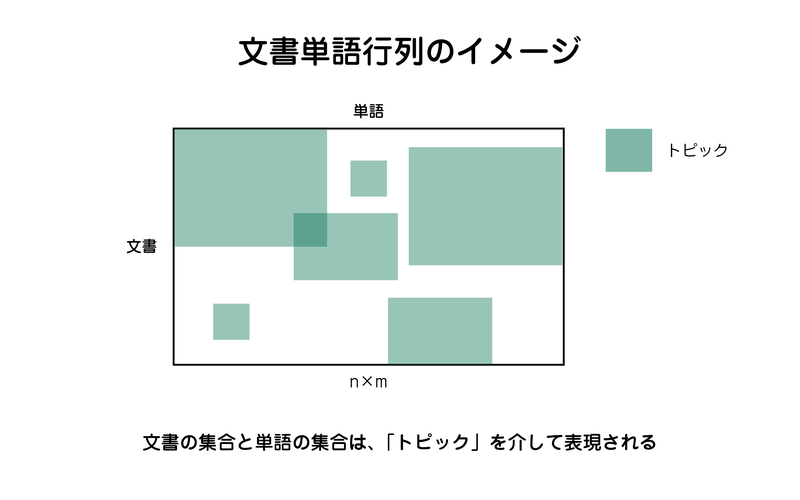 文書単語行列のイメージ
単語
トピック
文書
n×m
文書の集合と単語の集合は、「トピック」を介して表現される